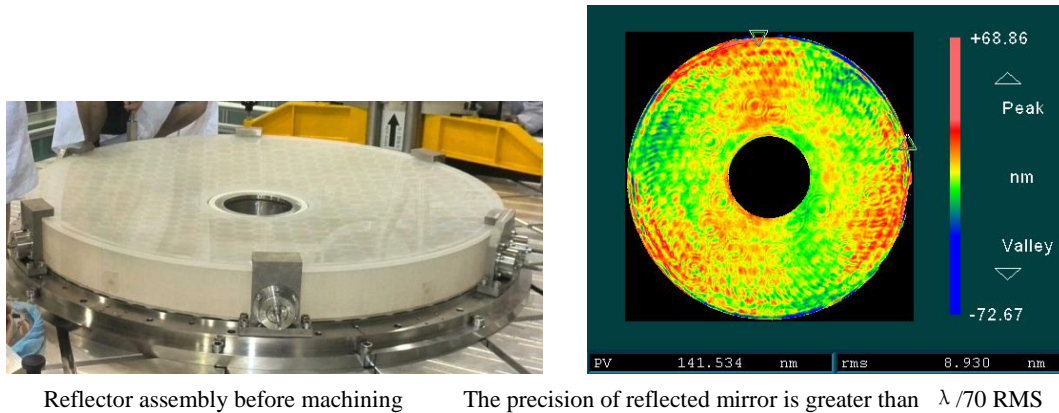 +68.86
Peak
nm
Valley
-72.67
PV 141.534 nm rms 8.930 nm
Reflector assembly before machining
The precision of reflected mirror is greater than λ/70 RMS